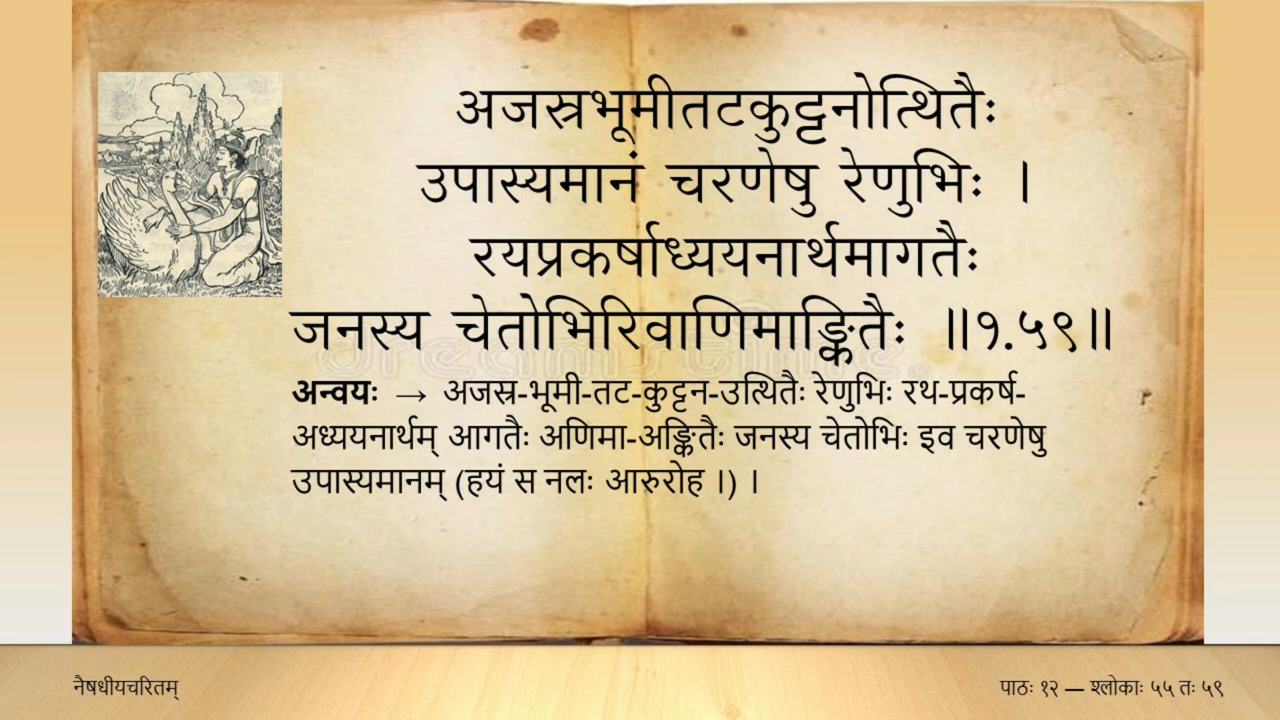 अजस्रभूमीतटकुट्टनोत्थितैः
उपास्यमानं चरणेषु रेणुभिः ।
रयप्रकर्षाध्ययनार्थमागतैः
जनस्य चेतोभिरिवाणिमाङ्कितैः ॥१.५९॥
अन्वयः → अजस्र-भूमी-तट-कुट्टन-उत्थितैः रेणुभिः रथ-प्रकर्ष-
अध्ययनार्थम् आगतैः अणिमा-अङ्कितैः जनस्य चेतोभिः इव चरणेषु
उपास्यमानम् (हयं स नलः आरुरोह ।) ।
नैषधीयचरितम्
पाठः १२ — श्लोकाः ५५ तः ५९